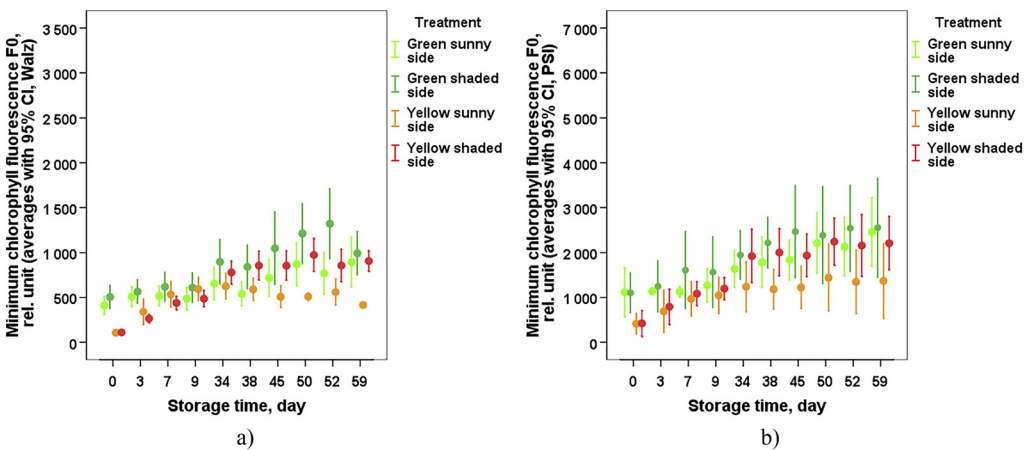 Minimum chlorophyll fluorescence F0,
rel. unit (averages with 95% CI, Walz)
3 500
3 000
2 500
2 000
1 500
1 000
500
0
0 3 7 9 34 38 45 50 52 59
Storage time, day
Treatment
Green sunny
side
Green shaded
side
Yellow sunny
side
Yellow shaded
side
a)
Minimum chlorophyll fluorescence F0,
rel. unit (averages with 95% CI, PSI)
7 000
6 000
5 000
4 000
3 000
2 000
1 000
0
0 3 7 9 34 38 45 50 52 59
Storage time, day
Treatment
Green sunny
side
Green shaded
side
Yellow sunny
side
Yellow shaded
side
b)